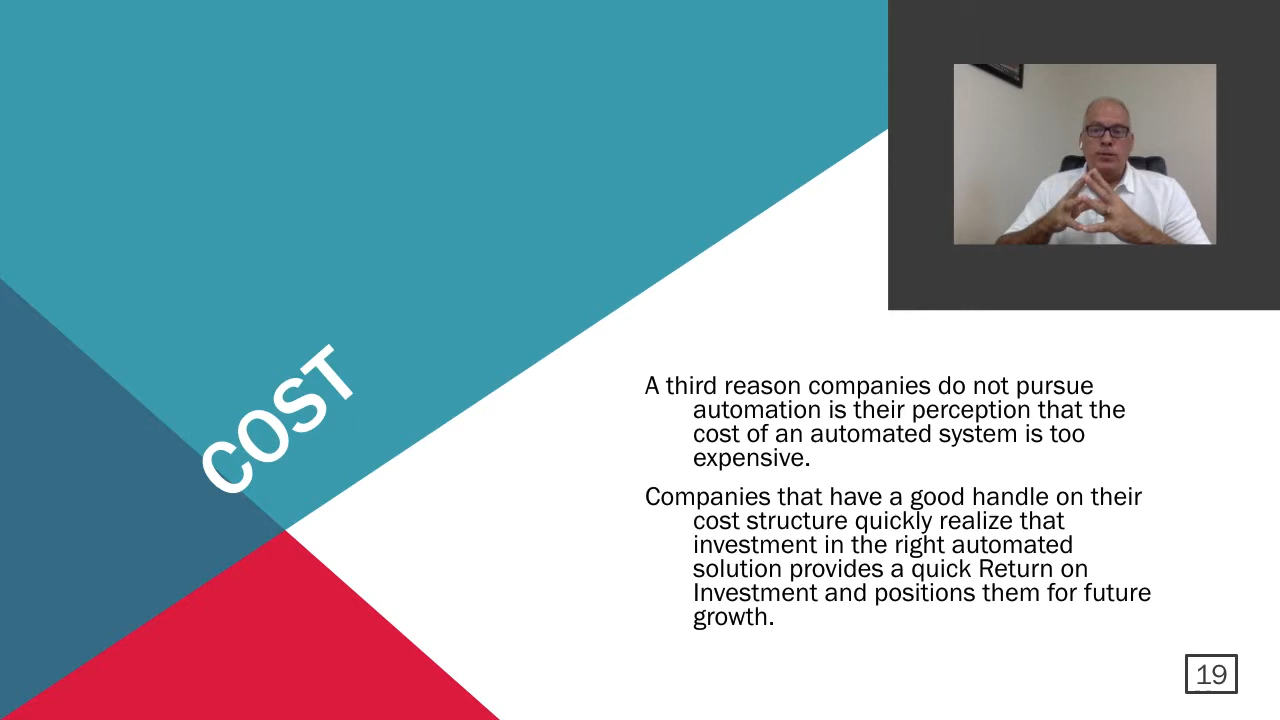 COST
A third reason companies do not pursue
automation is their perception that the
cost of an automated system is too
expensive.
Companies that have a good handle on their
cost structure quickly realize that
investment in the right automated
solution provides a quick Return on
Investment and positions them for future
growth.
19